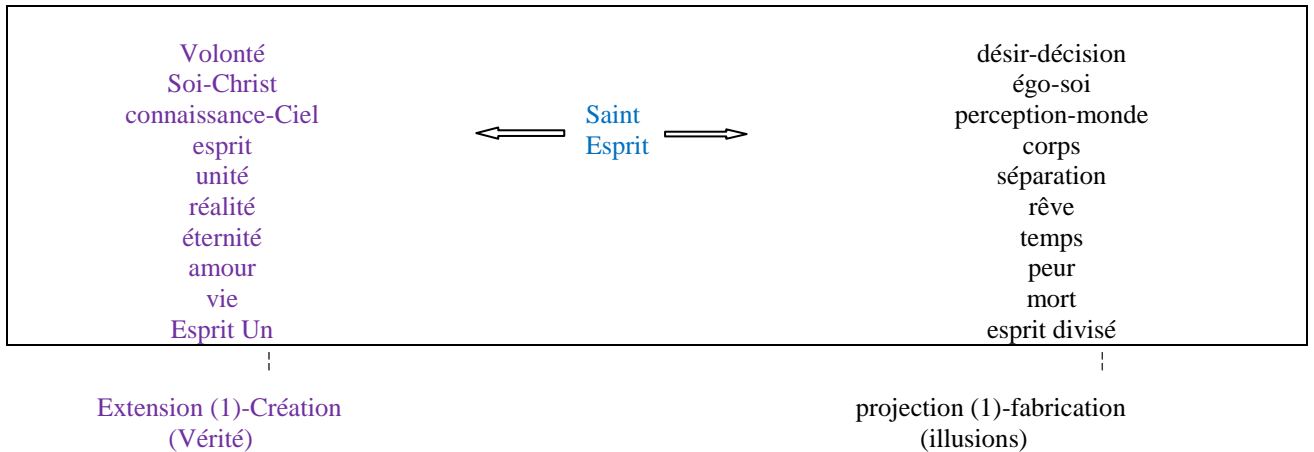 Volonté
Soi-Christ
connaissance-Ciel
esprit
unité
réalité
éternité
amour
vie
Esprit Un
Saint
Esprit
désir-décision
égo-soi
perception-monde
corps
séparation
rêve
temps
peur
mort
esprit divisé
Extension (1)-Création
(Vérité)
projection (1)-fabrication
(illusions)